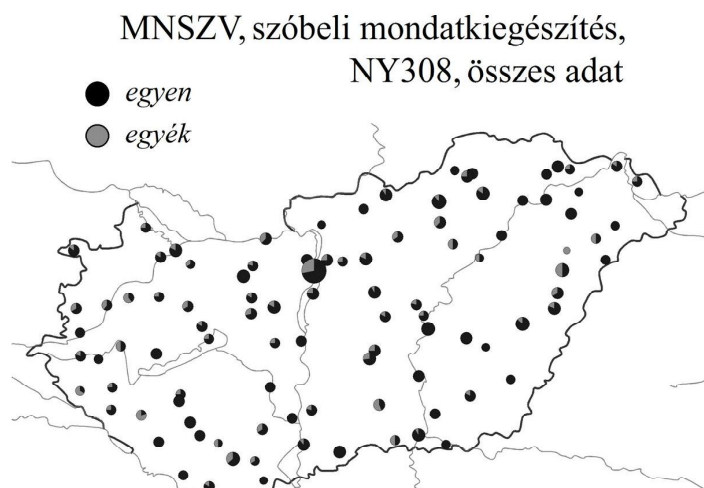 MNSZV, szóbeli mondatkiegészítés,
NY308, összes adat
egyen
egyék